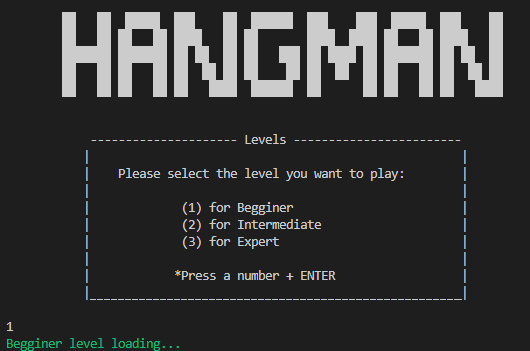 HANGMAN
Levels
Please select the level you want to play:
(1) for Begginer
(2) for Intermediate
(3) for Expert
*Press a number + ENTER
1
Begginer level loading...